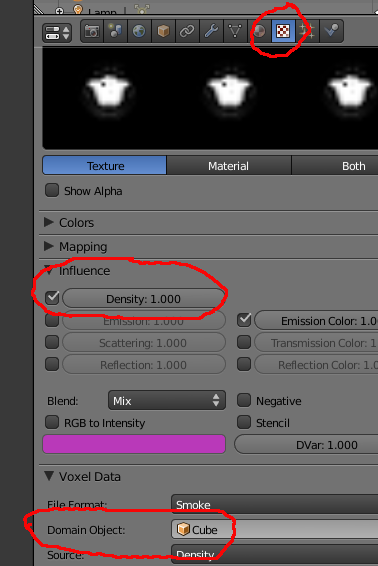 Lamp
Texture Material Both
Show Alpha
Colors
Mapping
Influence
Density: 1.000
Emission: 1.000 Emission Color: 1.00
Scattering: 1.000 Transmission Color: 1
Reflection: 1.000 Reflection Color: 1.0
Blend: Mix Negative
RGB to Intensity Stencil
DVar: 1.000
Voxel Data
File Format: Smoke
Domain Object: Cube
Source: Density